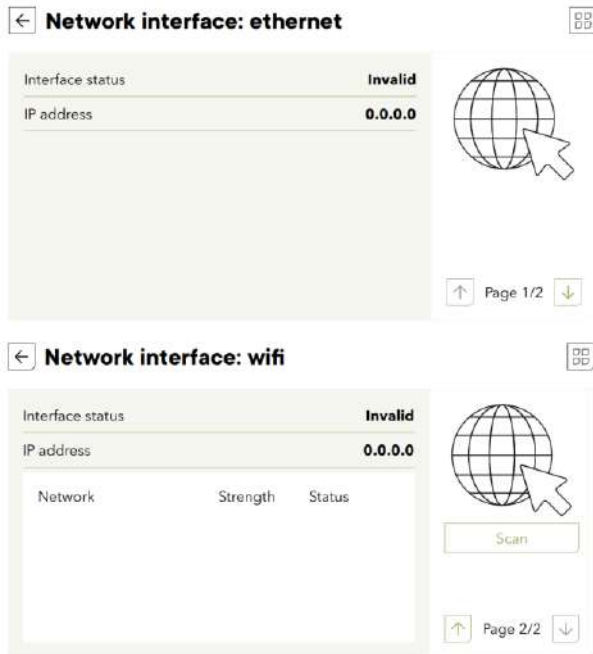 Network interface: ethernet
Interface status Invalid
IP address 0.0.0.0
Page 1/2
Network interface: wifi
Interface status Invalid
IP address 0.0.0.0
Network Strength Status
Scan
Page 2/2